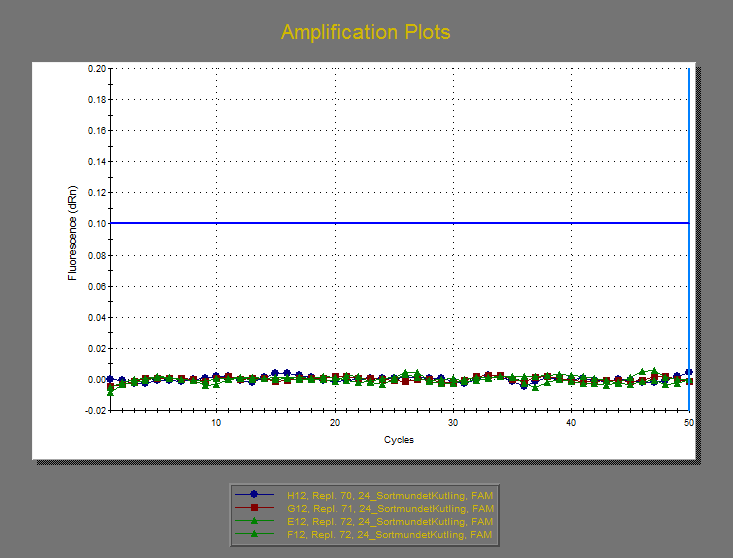 Amplification Plots
Fluorescence (dRn)
0.20
0.18
0.16
0.14
0.12
0.10
0.08
0.06
0.04
0.02
0.00
-0.02
10 20 30 40 50
Cycles
H12, Repl. 70, 24_SortmundetKutling, FAM
G12, Repl. 71, 24_SortmundetKutling, FAM
E12, Repl. 72, 24_SortmundetKutling, FAM
F12, Repl. 72, 24_SortmundetKutling, FAM